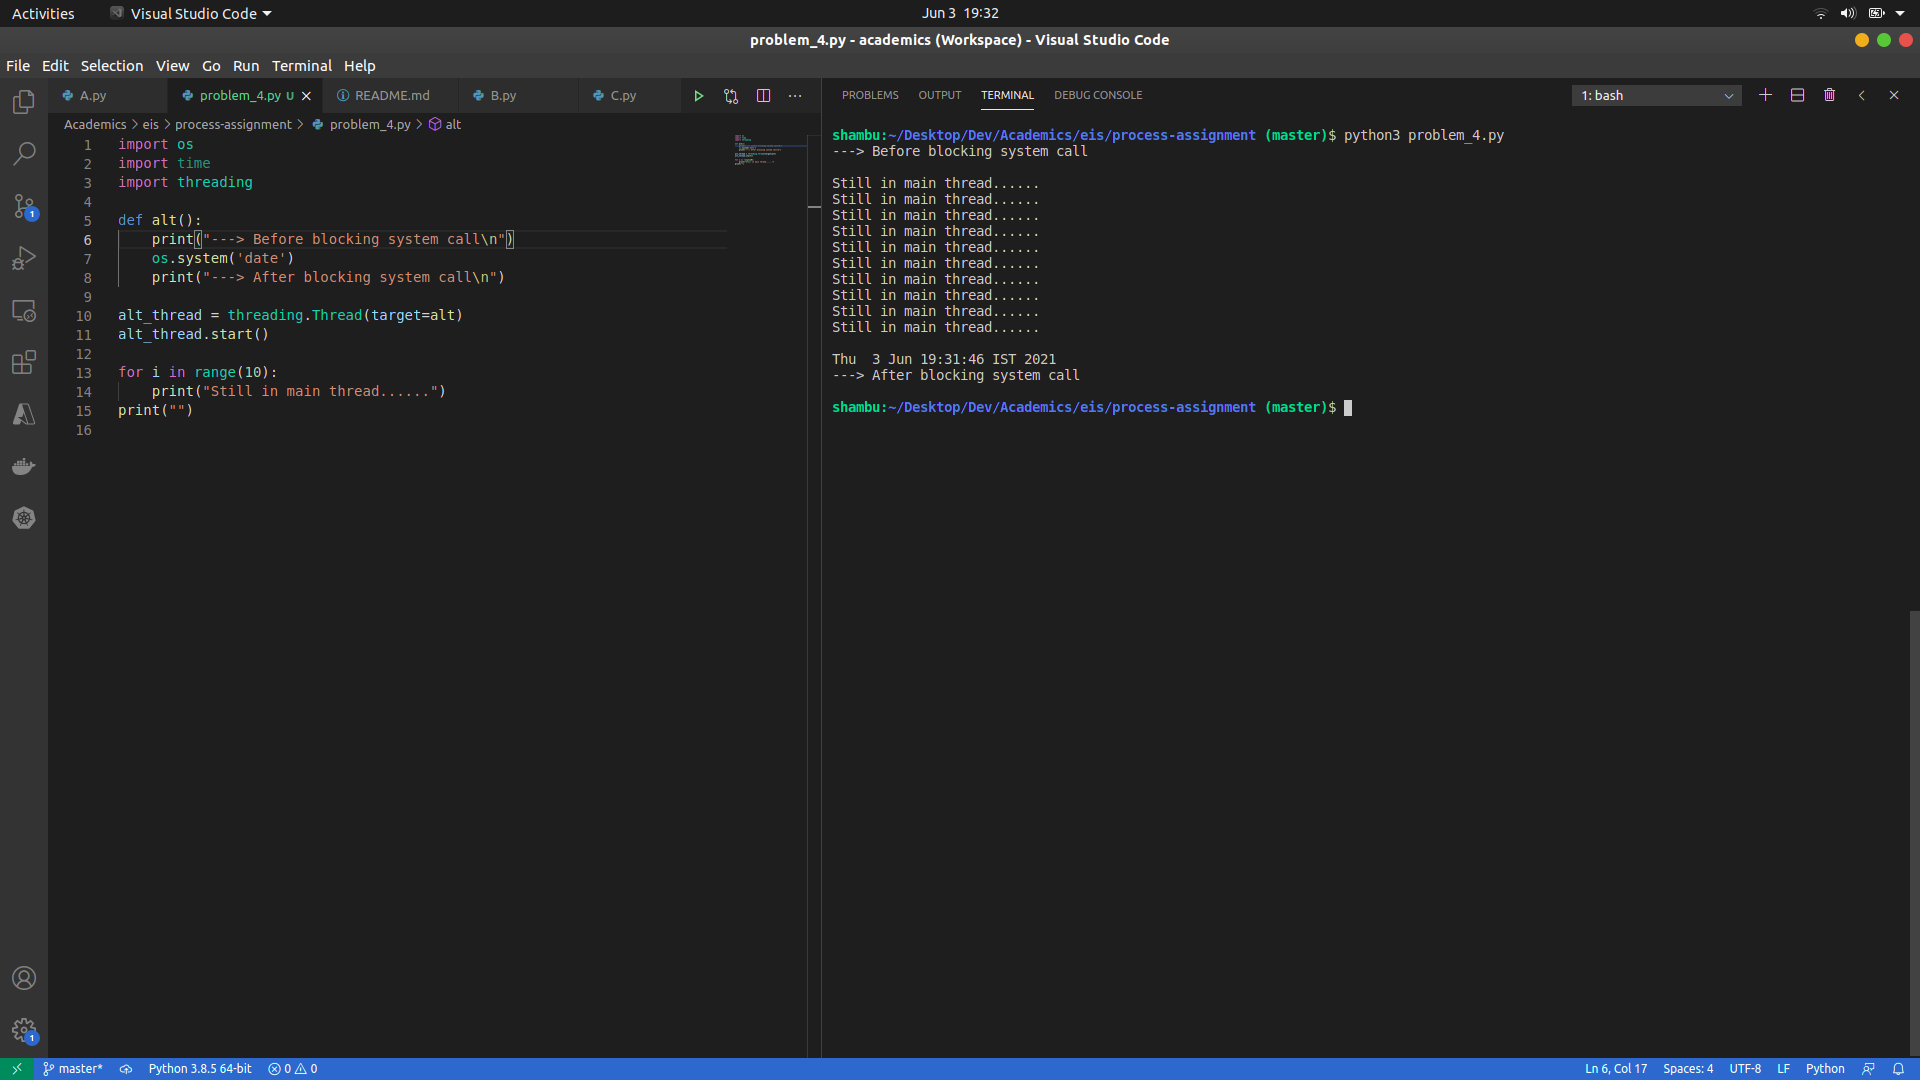 Activities Visual Studio Code Jun 3 19:32
problem_4.py - academics (Workspace) - Visual Studio Code
File Edit Selection View Go Run Terminal Help
A.py problem_4.py U README.md B.py C.py
Academics > eis > process-assignment > problem_4.py > alt
1 import os
2 import time
3 import threading
4
5 def alt():
6 print("---> Before blocking system call\n")
7 os.system('date')
8 print("---> After blocking system call\n")
9
10 alt_thread = threading.Thread(target=alt)
11 alt_thread.start()
12
13 for i in range(10):
14 print("Still in main thread......")
15 print("")
16
PROBLEMS OUTPUT TERMINAL DEBUG CONSOLE 1: bash
shambu:~/Desktop/Dev/Academics/eis/process-assignment (master)$ python3 problem_4.py
---> Before blocking system call
Still in main thread......
Still in main thread......
Still in main thread......
Still in main thread......
Still in main thread......
Still in main thread......
Still in main thread......
Still in main thread......
Still in main thread......
Still in main thread......
Thu  3 Jun 19:31:46 IST 2021
---> After blocking system call
shambu:~/Desktop/Dev/Academics/eis/process-assignment (master)$
1
1
master* Python 3.8.5 64-bit 0 0 Ln 6, Col 17 Spaces: 4 UTF-8 LF Python